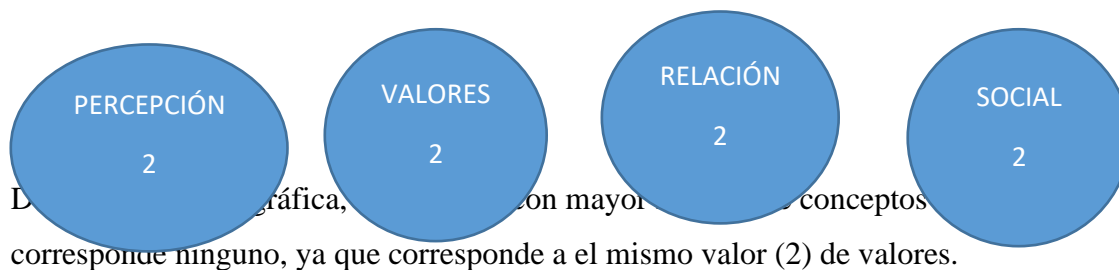 PERCEPCIÓN
2
VALORES
2
RELACIÓN
2
SOCIAL
2
gráfica, con mayor conceptos
corresponde ninguno, ya que corresponde a el mismo valor (2) de valores.